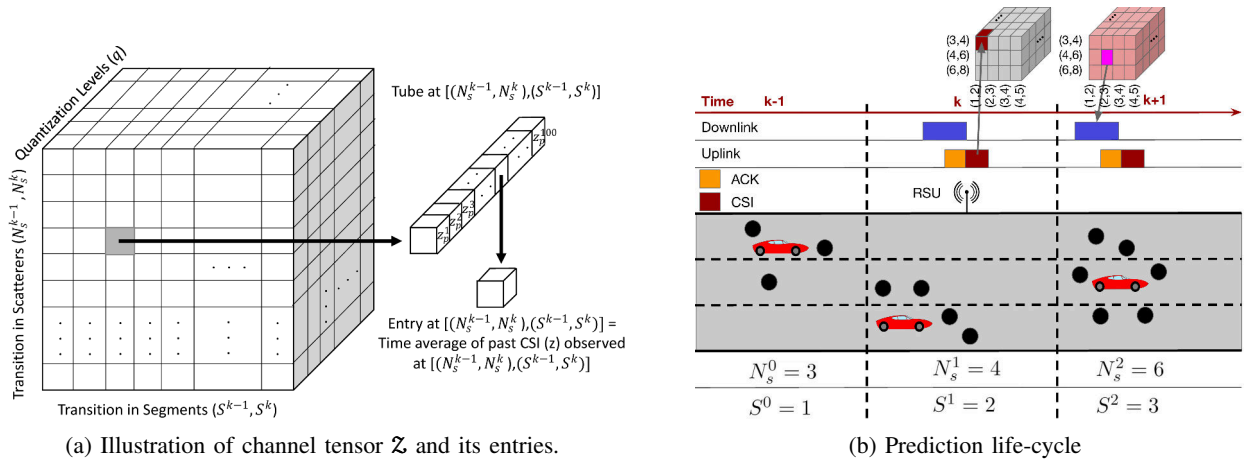 Quantization Levels (q)
Transition in Scatterers (N_s^{k-1}, N_s^k)
Transition in Segments (S^{k-1}, S^k)
Tube at [(N_s^{k-1}, N_s^k),(S^{k-1}, S^k)]
z_p^{100}
z_p^3
z_p^2
z_p^1
Entry at [(N_s^{k-1}, N_s^k),(S^{k-1}, S^k)] =
Time average of past CSI (z) observed
at [(N_s^{k-1}, N_s^k),(S^{k-1}, S^k)]
(a) Illustration of channel tensor 𝓩 and its entries.
(3,4)
(4,6)
(6,8)
(1,2)
(2,3)
(3,4)
(4,5)
(3,4)
(4,6)
(6,8)
(1,2)
(2,3)
(3,4)
(4,5)
Time k-1 k k+1
Downlink
Uplink
ACK
CSI
RSU
N_s^0 = 3 N_s^1 = 4 N_s^2 = 6
S^0 = 1 S^1 = 2 S^2 = 3
(b) Prediction life-cycle